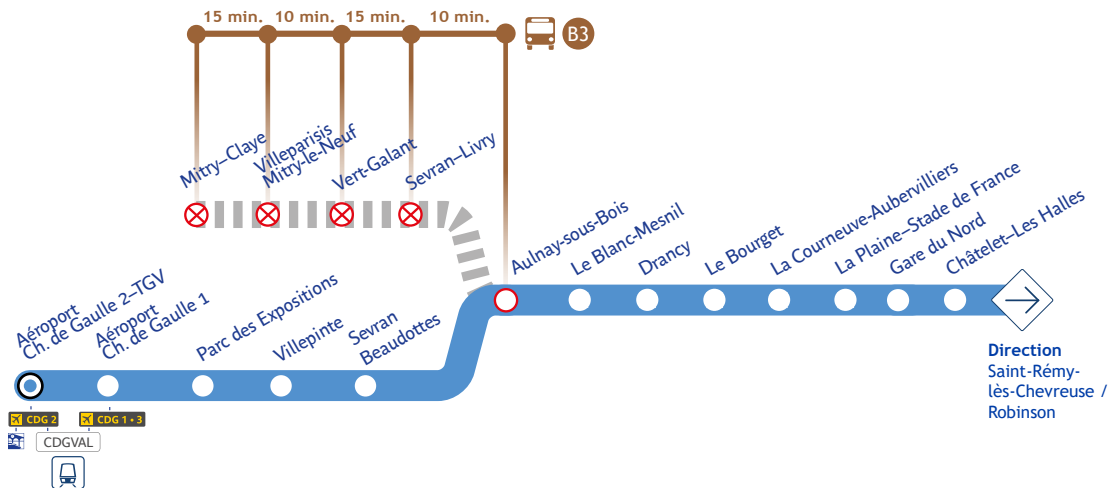 15 min.
10 min.
15 min.
10 min.
B3
Mitry–Claye
Villeparisis
Mitry-le-Neuf
Vert-Galant
Sevran–Livry
Aulnay-sous-Bois
Le Blanc-Mesnil
Drancy
Le Bourget
La Courneuve-Aubervilliers
La Plaine–Stade de France
Gare du Nord
Châtelet–Les Halles
Aéroport
Ch. de Gaulle 2–TGV
Aéroport
Ch. de Gaulle 1
Parc des Expositions
Villepinte
Sevran
Beaudottes
Direction
Saint-Rémy-
lès-Chevreuse /
Robinson
CDG 2
CDG 1 • 3
CDGVAL